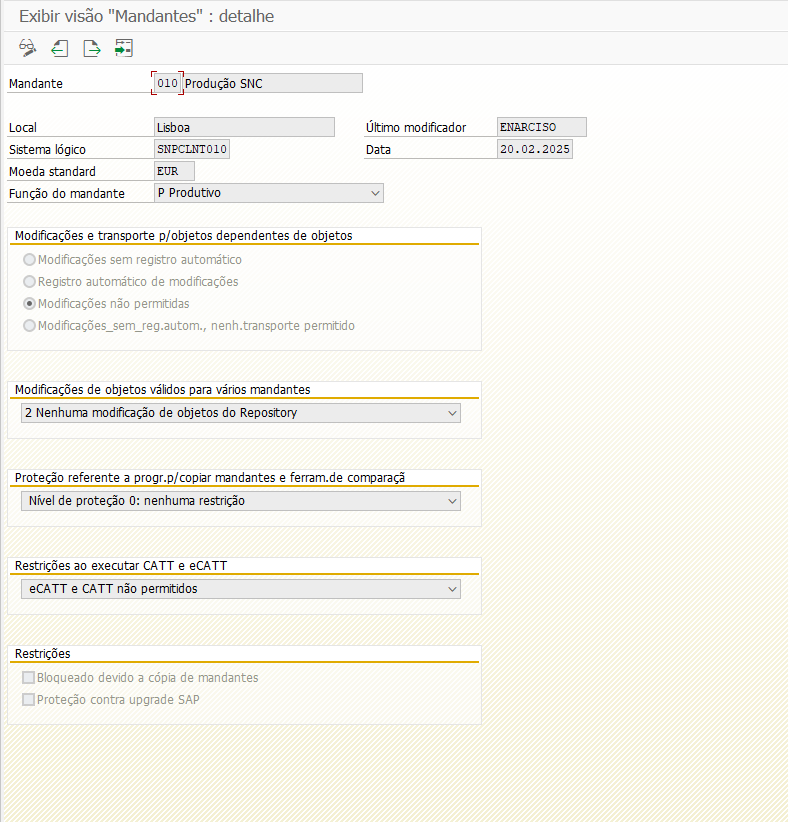 Exibir visão "Mandantes" : detalhe
Mandante 010 Produção SNC
Local Lisboa Último modificador ENARCISO
Sistema lógico SNPCLNT010 Data 20.02.2025
Moeda standard EUR
Função do mandante P Produtivo
Modificações e transporte p/objetos dependentes de objetos
Modificações sem registro automático
Registro automático de modificações
Modificações não permitidas
Modificações_sem_reg.autom., nenh.transporte permitido
Modificações de objetos válidos para vários mandantes
2 Nenhuma modificação de objetos do Repository
Proteção referente a progr.p/copiar mandantes e ferram.de comparaçã
Nível de proteção 0: nenhuma restrição
Restrições ao executar CATT e eCATT
eCATT e CATT não permitidos
Restrições
Bloqueado devido a cópia de mandantes
Proteção contra upgrade SAP